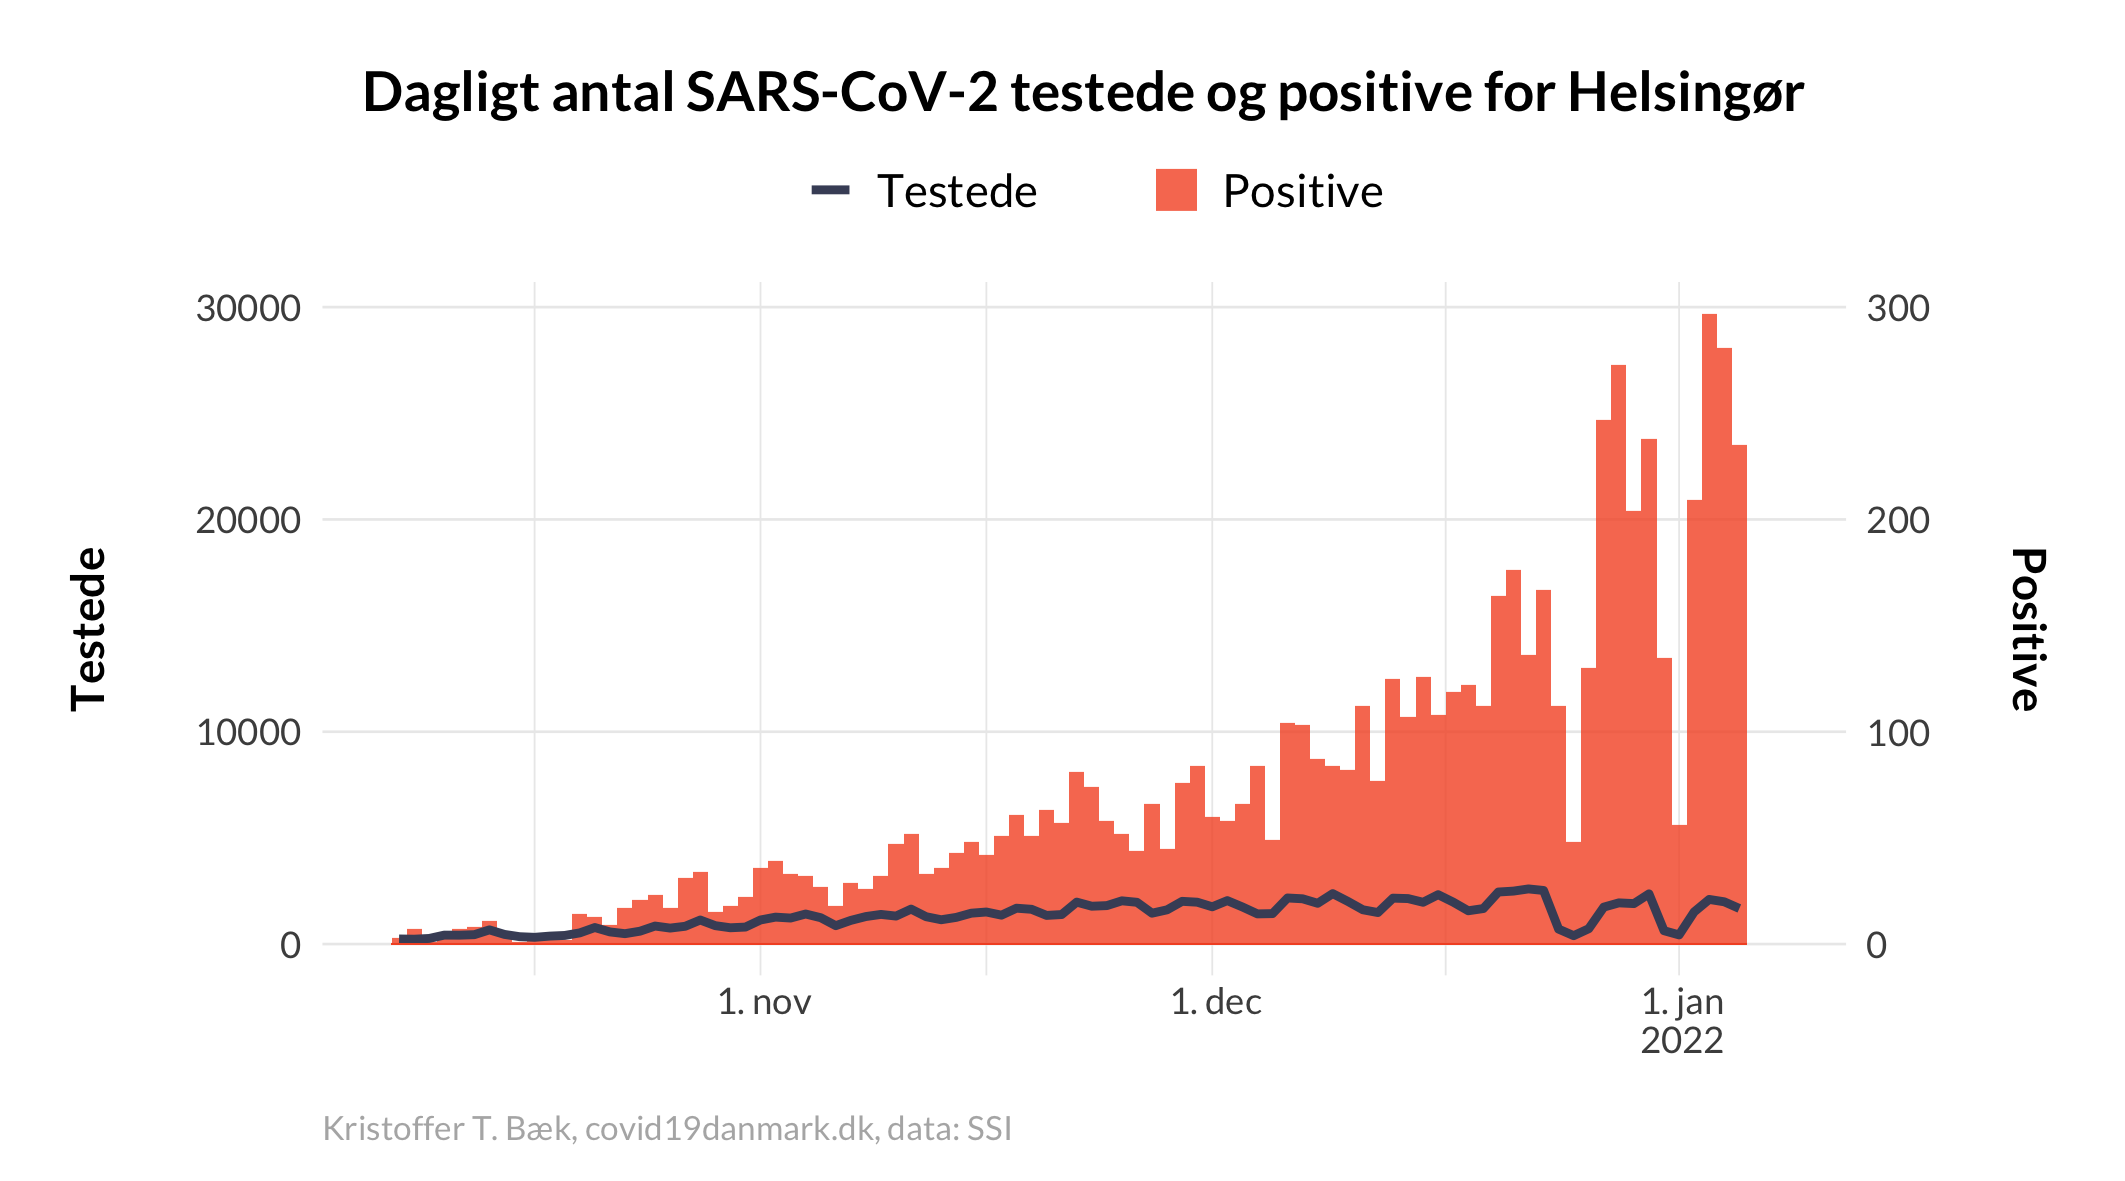 Dagligt antal SARS-CoV-2 testede og positive for Helsingør
Testede Positive
30000 300
20000 200
10000 100
0 0
Testede
Positive
1. nov 1. dec 1. jan
2022
Kristoffer T. Bæk, covid19danmark.dk, data: SSI